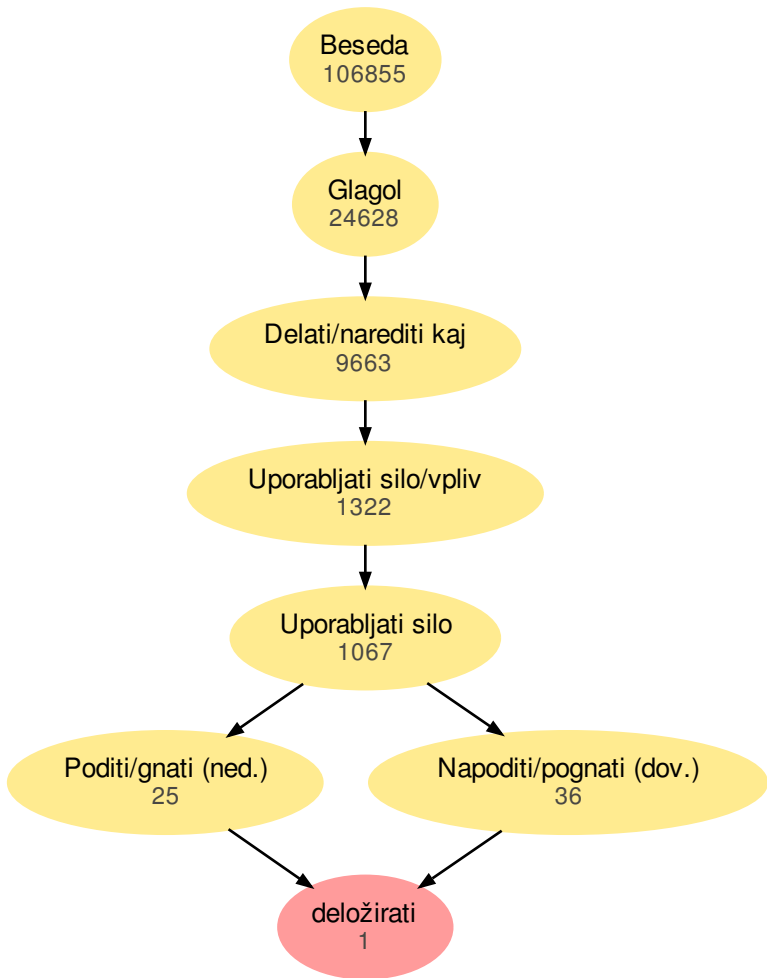 Beseda
106855
Glagol
24628
Delati/narediti kaj
9663
Uporabljati silo/vpliv
1322
Uporabljati silo
1067
Poditi/gnati (ned.)
25
Napoditi/pognati (dov.)
36
deložirati
1